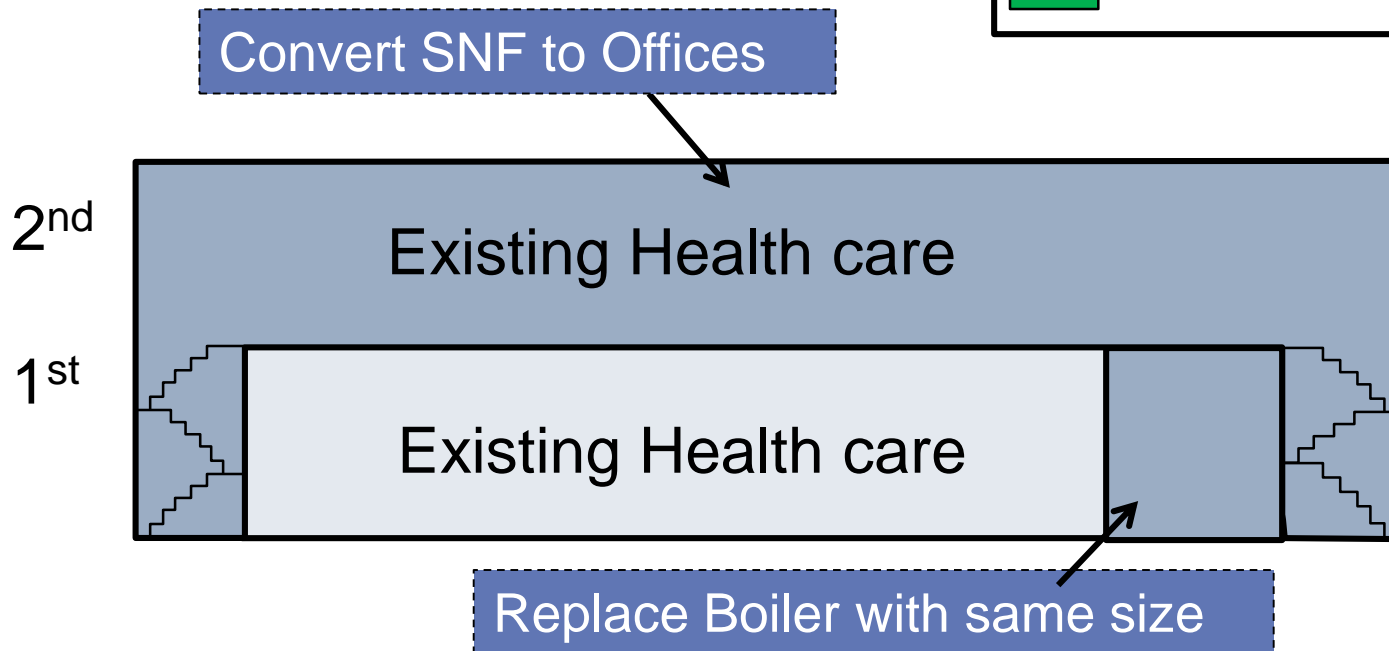 Convert SNF to Offices
2nd
Existing Health care
1st
Existing Health care
Replace Boiler with same size